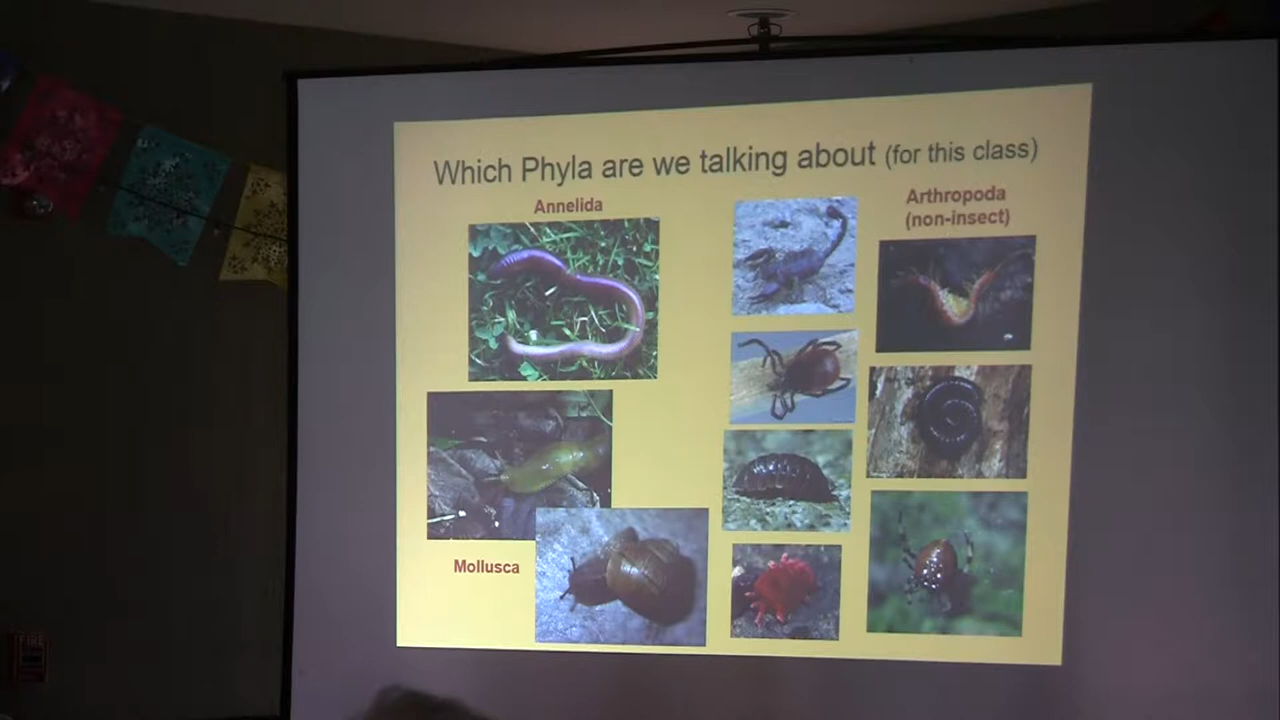 Which Phyla are we talking about (for this class)
Annelida
Arthropoda
(non-insect)
Mollusca
FIRE